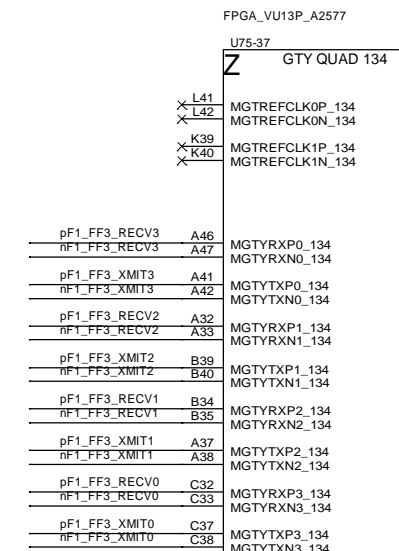 FPGA_VU13P_A2577
U75-37
Z GTY QUAD 134
L41 MGTREFCLK0P_134
L42 MGTREFCLK0N_134
K39 MGTREFCLK1P_134
K40 MGTREFCLK1N_134
pF1_FF3_RECV3 A46 MGTYRXP0_134
nF1_FF3_RECV3 A47 MGTYRXN0_134
pF1_FF3_XMIT3 A41 MGTYTXP0_134
nF1_FF3_XMIT3 A42 MGTYTXN0_134
pF1_FF3_RECV2 A32 MGTYRXP1_134
nF1_FF3_RECV2 A33 MGTYRXN1_134
pF1_FF3_XMIT2 B39 MGTYTXP1_134
nF1_FF3_XMIT2 B40 MGTYTXN1_134
pF1_FF3_RECV1 B34 MGTYRXP2_134
nF1_FF3_RECV1 B35 MGTYRXN2_134
pF1_FF3_XMIT1 A37 MGTYTXP2_134
nF1_FF3_XMIT1 A38 MGTYTXN2_134
pF1_FF3_RECV0 C32 MGTYRXP3_134
nF1_FF3_RECV0 C33 MGTYRXN3_134
pF1_FF3_XMIT0 C37 MGTYTXP3_134
nF1_FF3_XMIT0 C38 MGTYTXN3_134